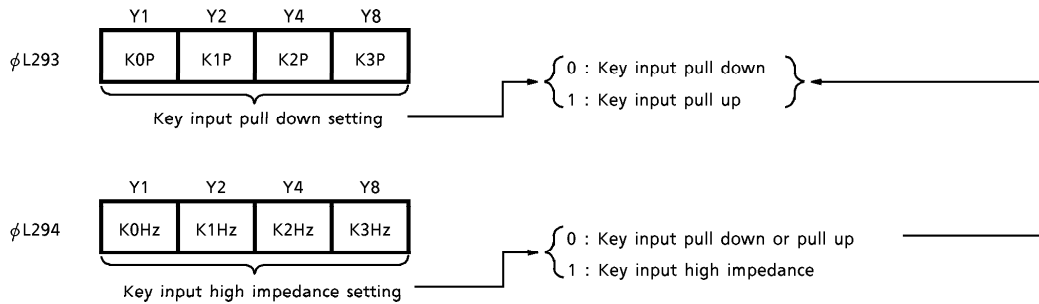 Y1 Y2 Y4 Y8
ϕL293 K0P K1P K2P K3P
0 : Key input pull down
1 : Key input pull up
Key input pull down setting
Y1 Y2 Y4 Y8
ϕL294 K0Hz K1Hz K2Hz K3Hz
0 : Key input pull down or pull up
1 : Key input high impedance
Key input high impedance setting